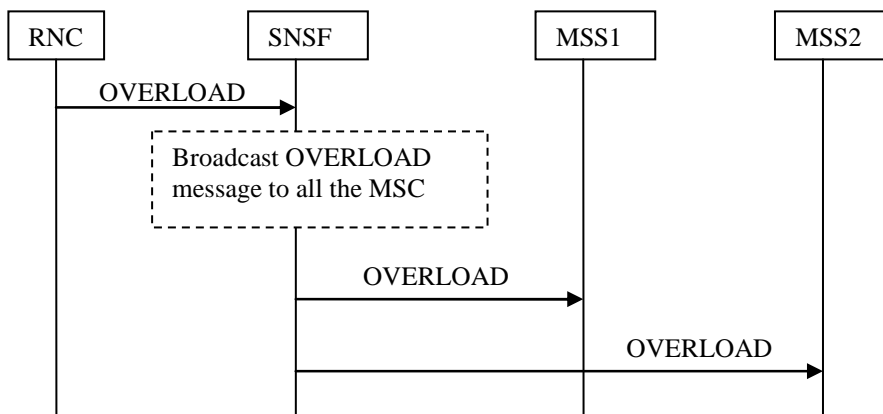 RNC
SNSF
MSS1
MSS2
OVERLOAD
Broadcast OVERLOAD
message to all the MSC
OVERLOAD
OVERLOAD